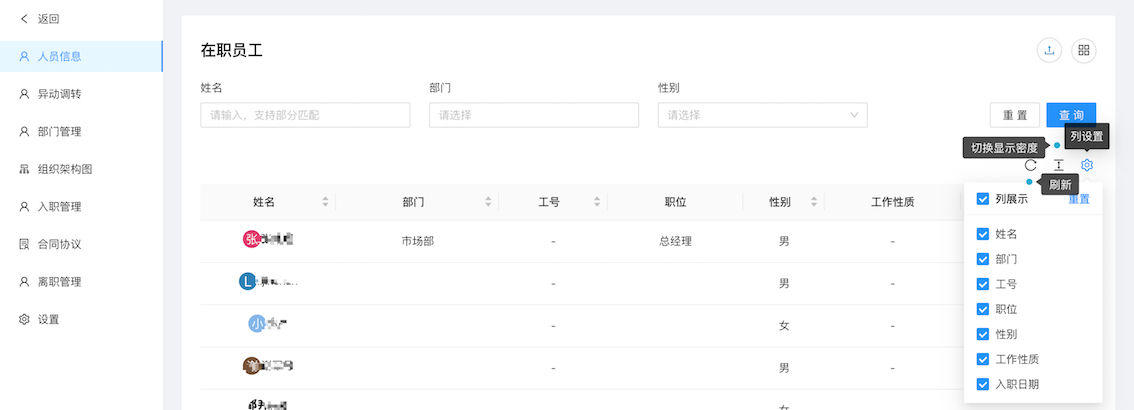 返回
人员信息
异动调转
部门管理
组织架构图
入职管理
合同协议
离职管理
设置
在职员工
姓名 部门 性别
请输入，支持部分匹配 请选择 请选择 重置 查询
列设置
切换显示密度
刷新
姓名 部门 工号 职位 性别 工作性质
张 市场部 - 总经理 男 -
L - 男 -
小 - 女 -
- 男 -
女
列展示 重置
姓名
部门
工号
职位
性别
工作性质
入职日期